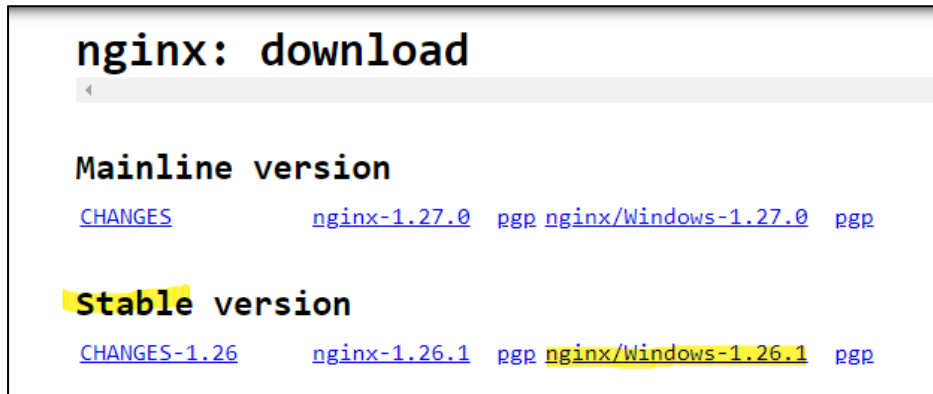 nginx: download
Mainline version
CHANGES nginx-1.27.0 pgp nginx/Windows-1.27.0 pgp
Stable version
CHANGES-1.26 nginx-1.26.1 pgp nginx/Windows-1.26.1 pgp